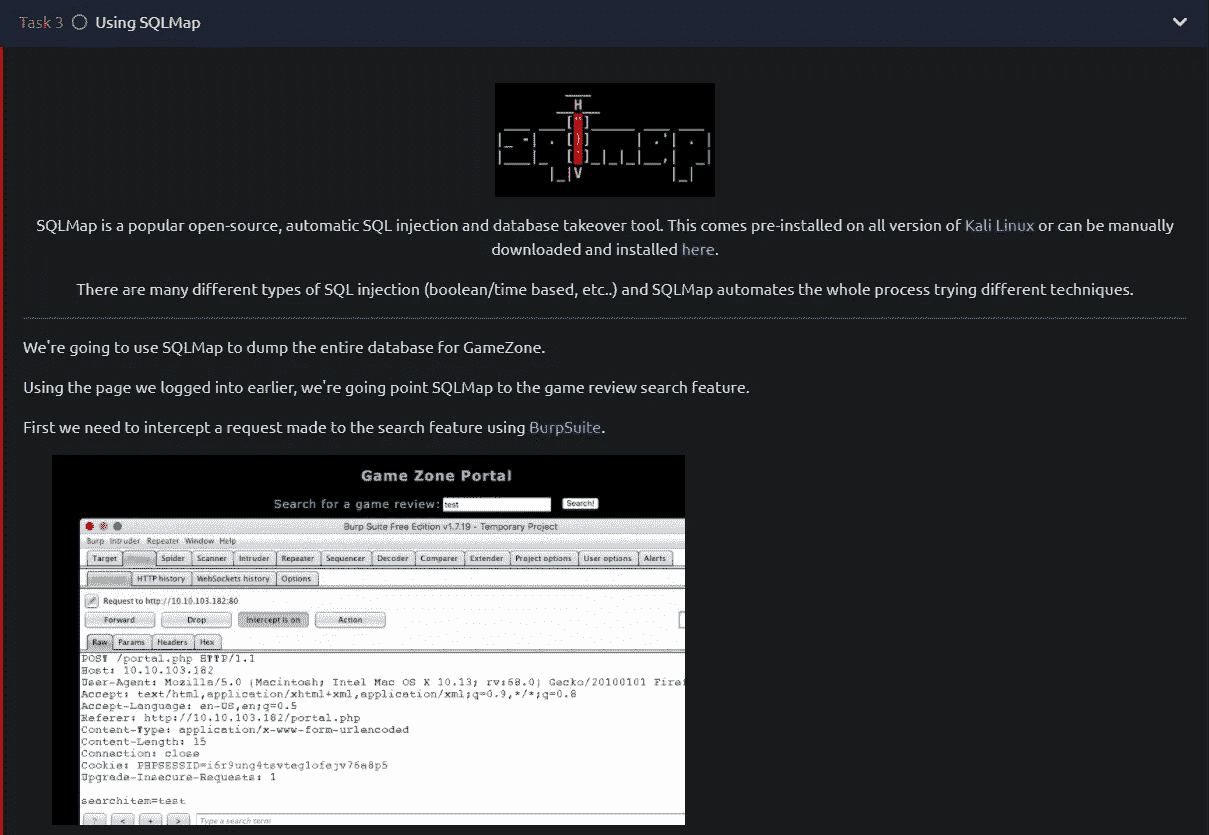 Task 3 Using SQLMap
SQLMap is a popular open-source, automatic SQL injection and database takeover tool. This comes pre-installed on all version of Kali Linux or can be manually
downloaded and installed here.
There are many different types of SQL injection (boolean/time based, etc..) and SQLMap automates the whole process trying different techniques.
We're going to use SQLMap to dump the entire database for GameZone.
Using the page we logged into earlier, we're going point SQLMap to the game review search feature.
First we need to intercept a request made to the search feature using BurpSuite.
Game Zone Portal
Search for a game review: test Search!
Burp Suite Free Edition v1.7.19 - Temporary Project
Burp Intruder Repeater Window Help
Target Spider Scanner Intruder Repeater Sequencer Decoder Comparer Extender Project options User options Alerts
HTTP history WebSockets history Options
Request to http://10.10.103.182:80
Forward Drop Intercept is on Action
Raw Params Headers Hex
POST /portal.php HTTP/1.1
Host: 10.10.103.182
User-Agent: Mozilla/5.0 (Macintosh; Intel Mac OS X 10.13; rv:68.0) Gecko/20100101 Firef
Accept: text/html,application/xhtml+xml,application/xml;q=0.9,*/*;q=0.8
Accept-Language: en-US,en;q=0.5
Referer: http://10.10.103.182/portal.php
Content-Type: application/x-www-form-urlencoded
Content-Length: 15
Connection: close
Cookie: PHPSESSID=i6r9ung4tsvteg1ofejv76a8p5
Upgrade-Insecure-Requests: 1
searchitem=test
? < + > Type a search term